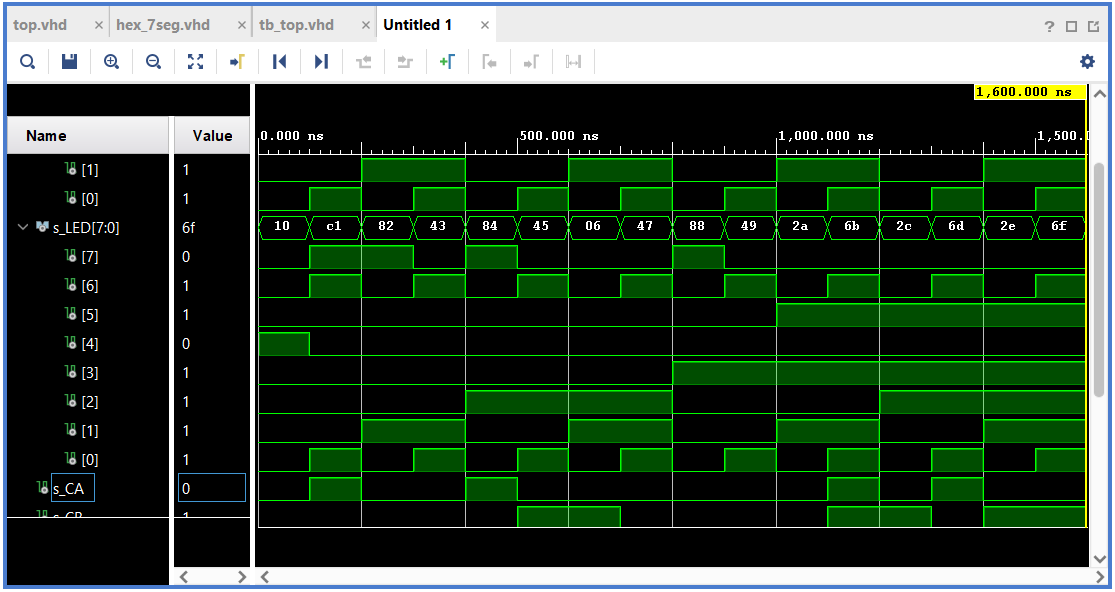 top.vhd × hex_7seg.vhd × tb_top.vhd × Untitled 1 ×
?
1,600.000 ns
Name Value
0.000 ns 500.000 ns 1,000.000 ns 1,500.
[1] 1
[0] 1
s_LED[7:0] 6f 10 c1 82 43 84 45 06 47 88 49 2a 6b 2c 6d 2e 6f
[7] 0
[6] 1
[5] 1
[4] 0
[3] 1
[2] 1
[1] 1
[0] 1
s_CA 0
s_CB 1